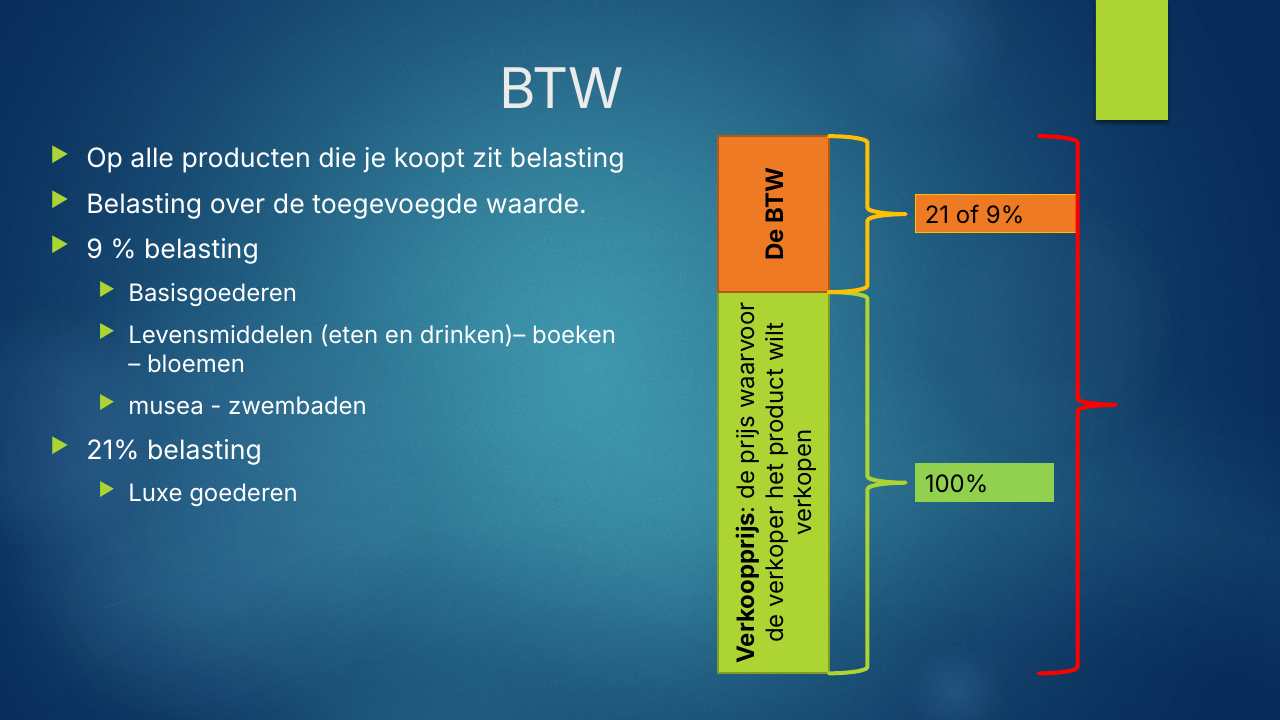 BTW
Op alle producten die je koopt zit belasting
Belasting over de toegevoegde waarde.
9 % belasting
Basisgoederen
Levensmiddelen (eten en drinken)– boeken
– bloemen
musea - zwembaden
21% belasting
Luxe goederen
De BTW
21 of 9%
Verkoopprijs: de prijs waarvoor
de verkoper het product wilt
verkopen
100%